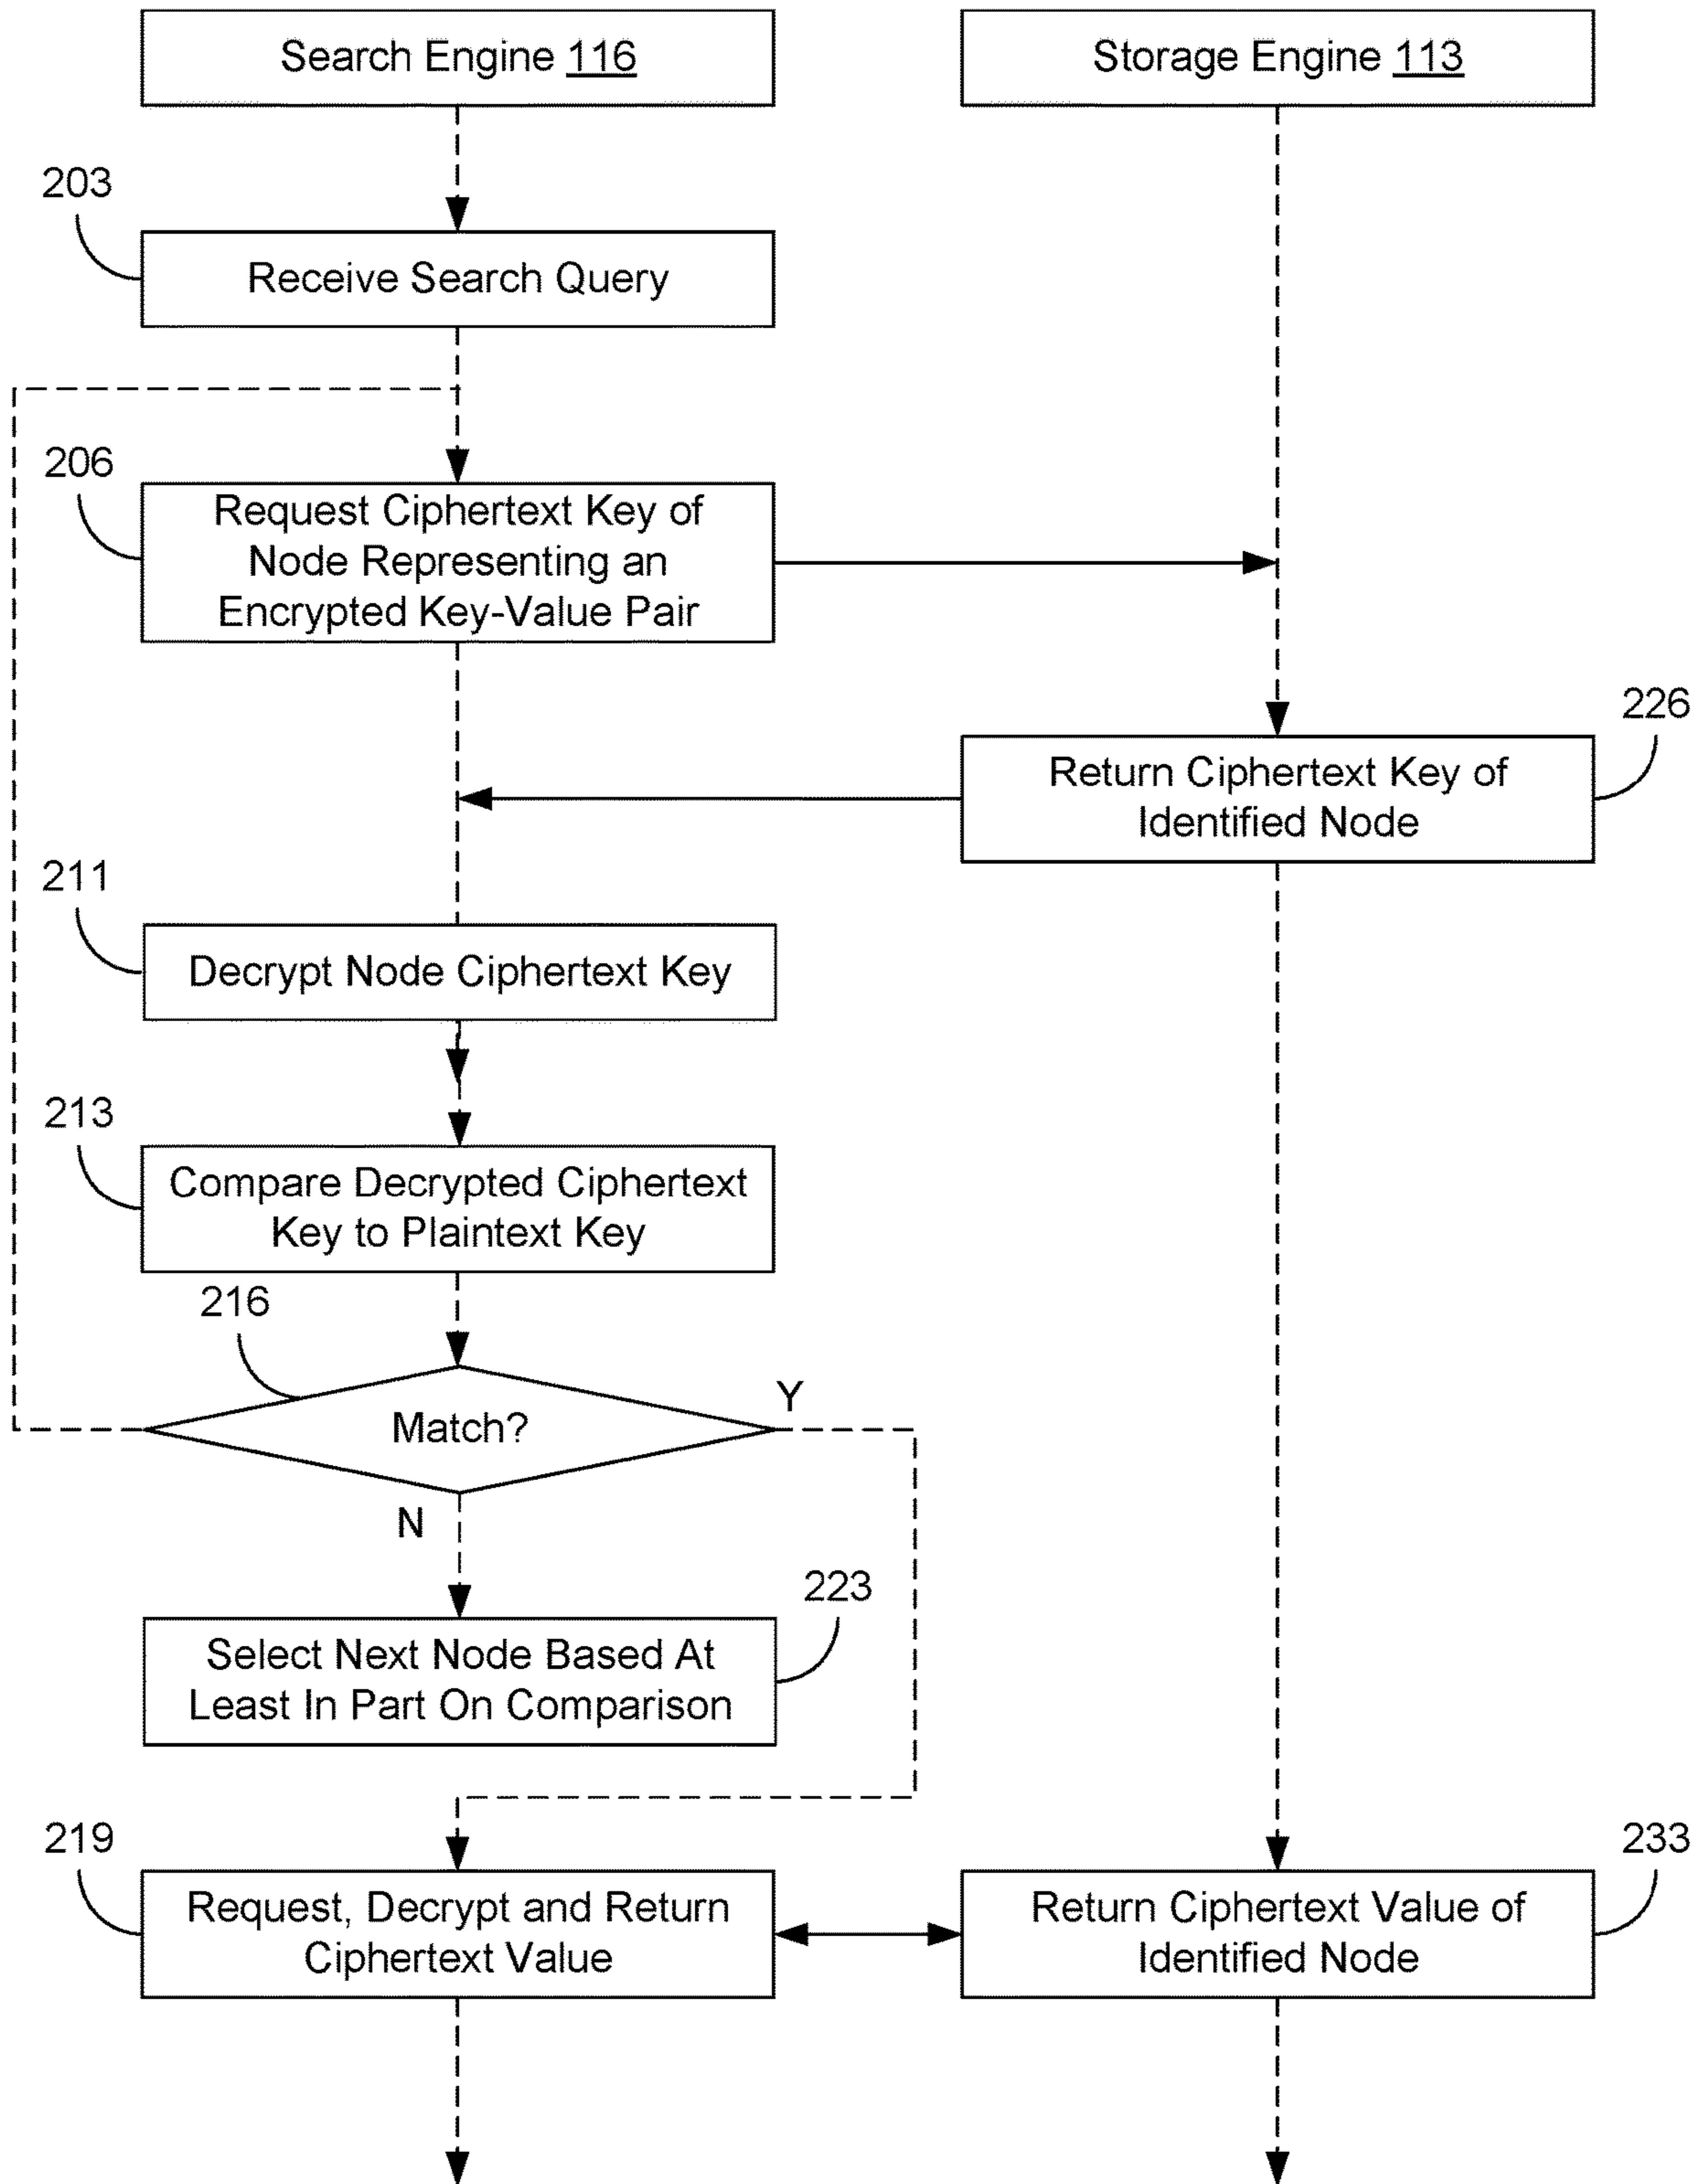 Search Engine 116
Storage Engine 113
203
Receive Search Query
206
Request Ciphertext Key of
Node Representing an
Encrypted Key-Value Pair
226
Return Ciphertext Key of
Identified Node
211
Decrypt Node Ciphertext Key
213
Compare Decrypted Ciphertext
Key to Plaintext Key
216
Match?
Y
N
223
Select Next Node Based At
Least In Part On Comparison
219
Request, Decrypt and Return
Ciphertext Value
233
Return Ciphertext Value of
Identified Node